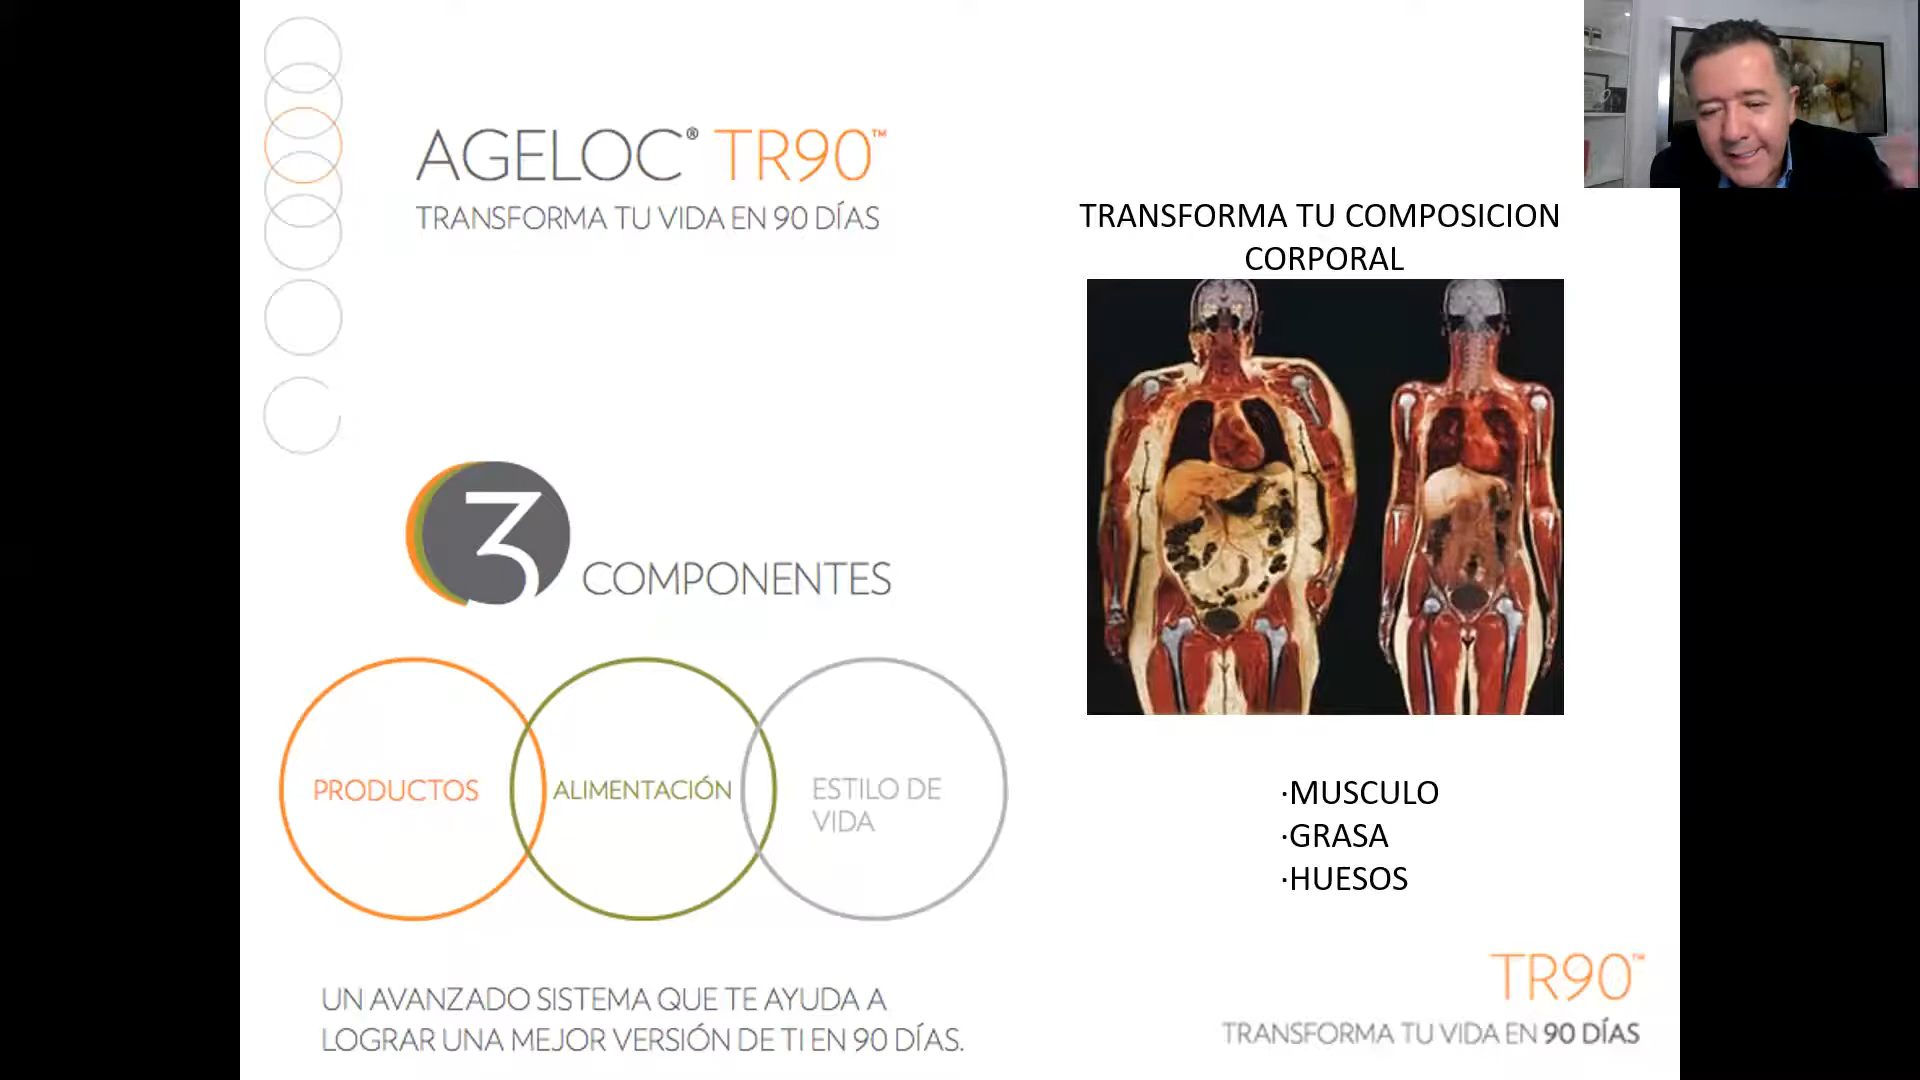 AGELOC® TR90™
TRANSFORMA TU VIDA EN 90 DÍAS
3 COMPONENTES
PRODUCTOS
ALIMENTACIÓN
ESTILO DE
VIDA
UN AVANZADO SISTEMA QUE TE AYUDA A
LOGRAR UNA MEJOR VERSIÓN DE TI EN 90 DÍAS.
TRANSFORMA TU COMPOSICION
CORPORAL
·MUSCULO
·GRASA
·HUESOS
TR90™
TRANSFORMA TU VIDA EN 90 DÍAS